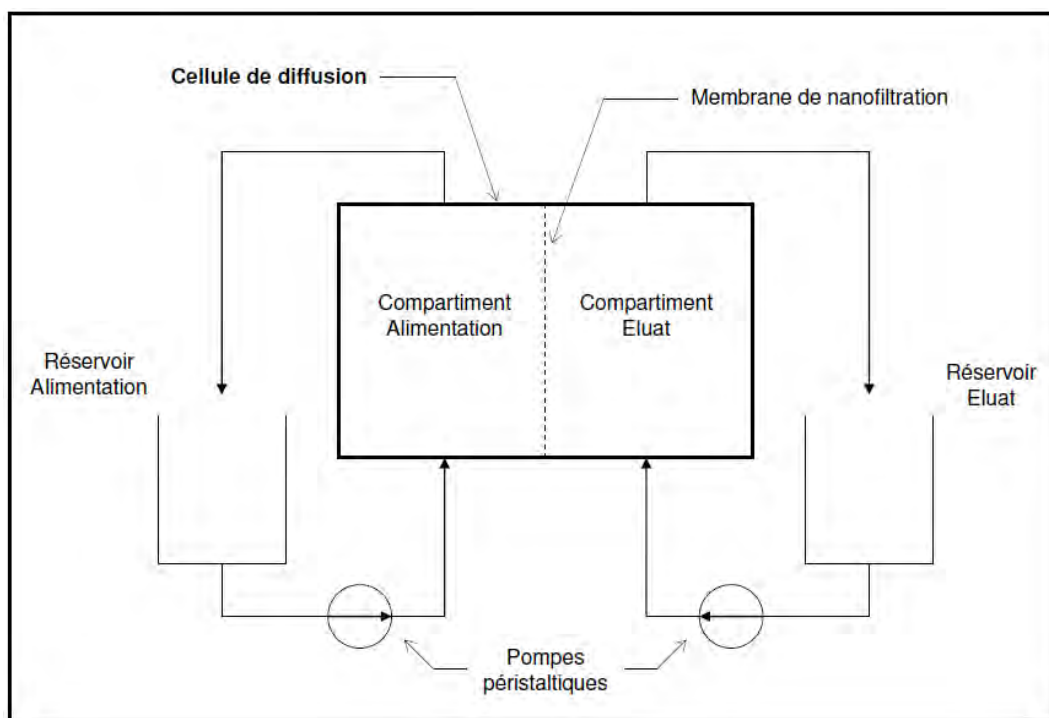 Cellule de diffusion
Membrane de nanofiltration
Compartiment
Alimentation
Compartiment
Eluat
Réservoir
Alimentation
Réservoir
Eluat
Pompes
péristaltiques